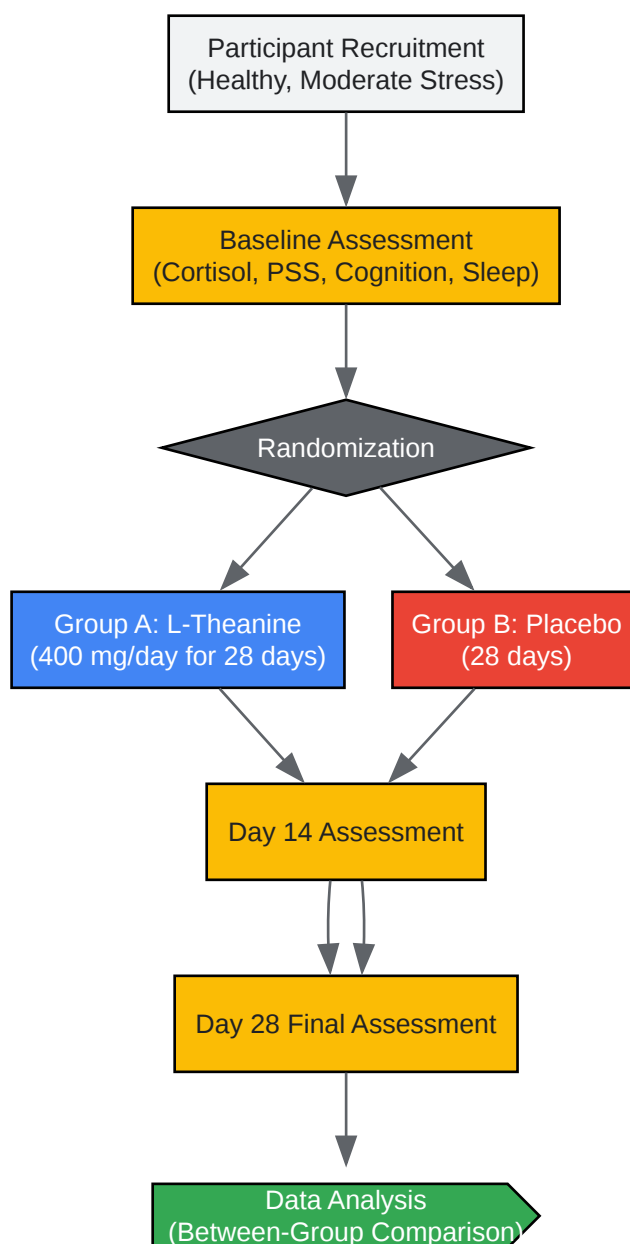 Participant Recruitment
(Healthy, Moderate Stress)
Baseline Assessment
(Cortisol, PSS, Cognition, Sleep)
Randomization
Group A: L-Theanine
(400 mg/day for 28 days)
Group B: Placebo
(28 days)
Day 14 Assessment
Day 28 Final Assessment
Data Analysis
(Between-Group Comparison)